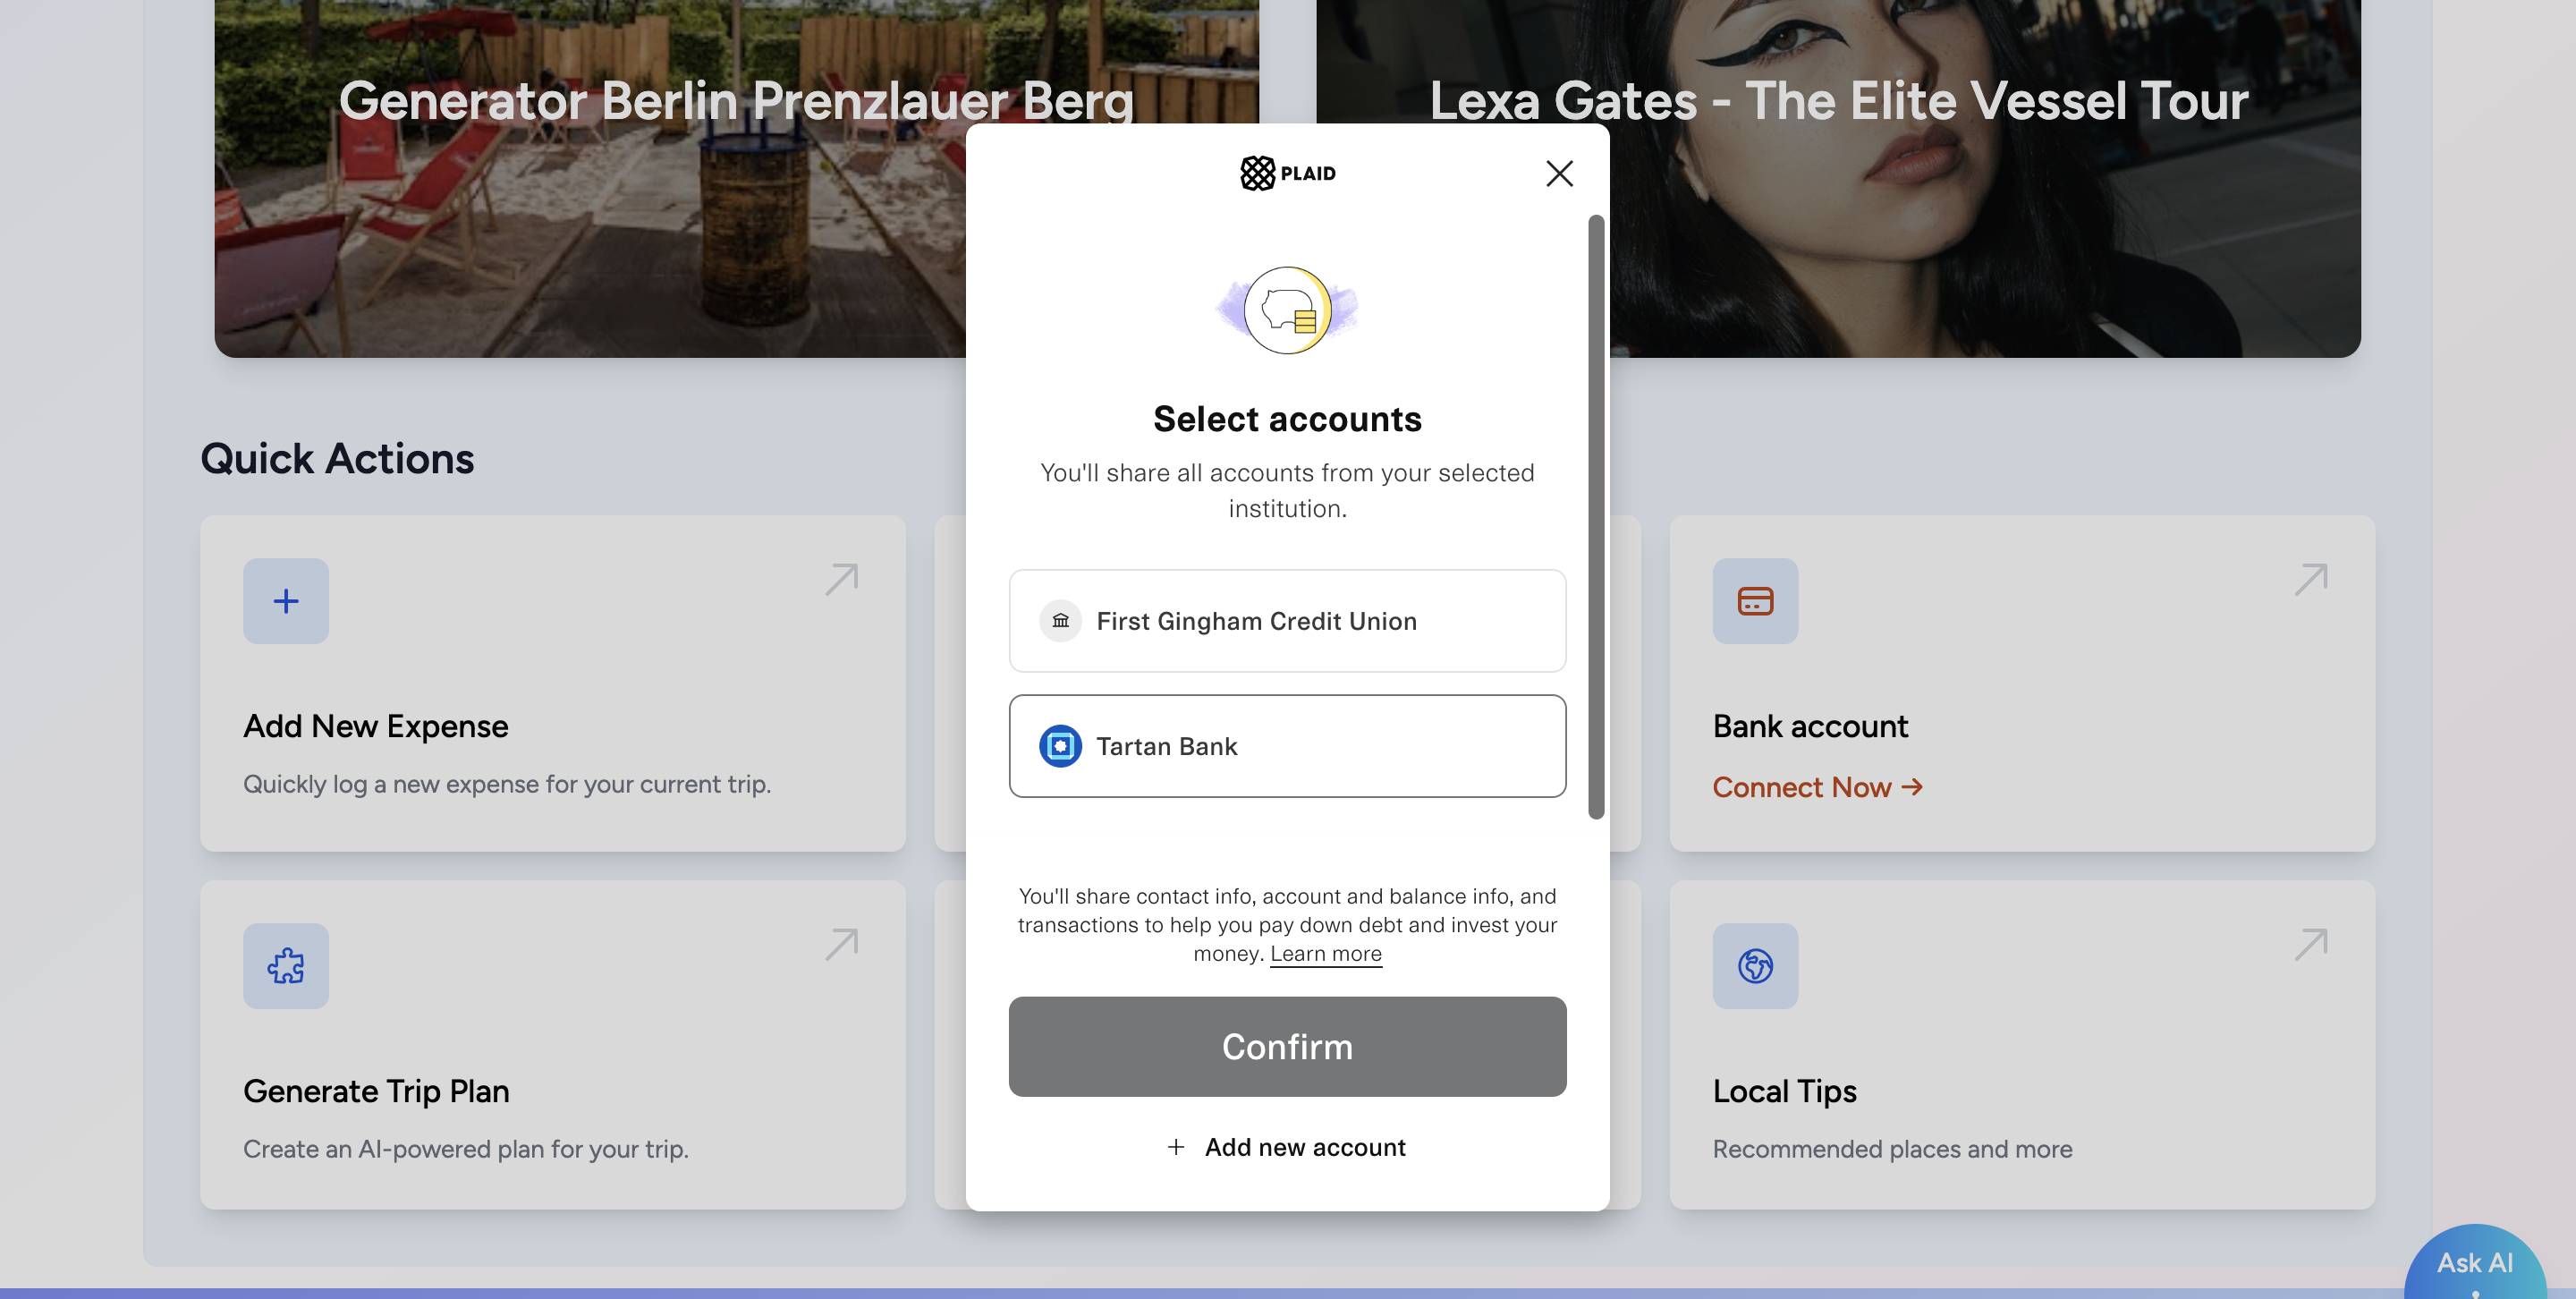 Generator Berlin Prenzlauer Berg
Lexa Gates - The Elite Vessel Tour
PLAID
Select accounts
You'll share all accounts from your selected
institution.
First Gingham Credit Union
Tartan Bank
You'll share contact info, account and balance info, and
transactions to help you pay down debt and invest your
money. Learn more
Confirm
+ Add new account
Quick Actions
Add New Expense
Quickly log a new expense for your current trip.
Bank account
Connect Now →
Generate Trip Plan
Create an AI-powered plan for your trip.
Local Tips
Recommended places and more
Ask AI